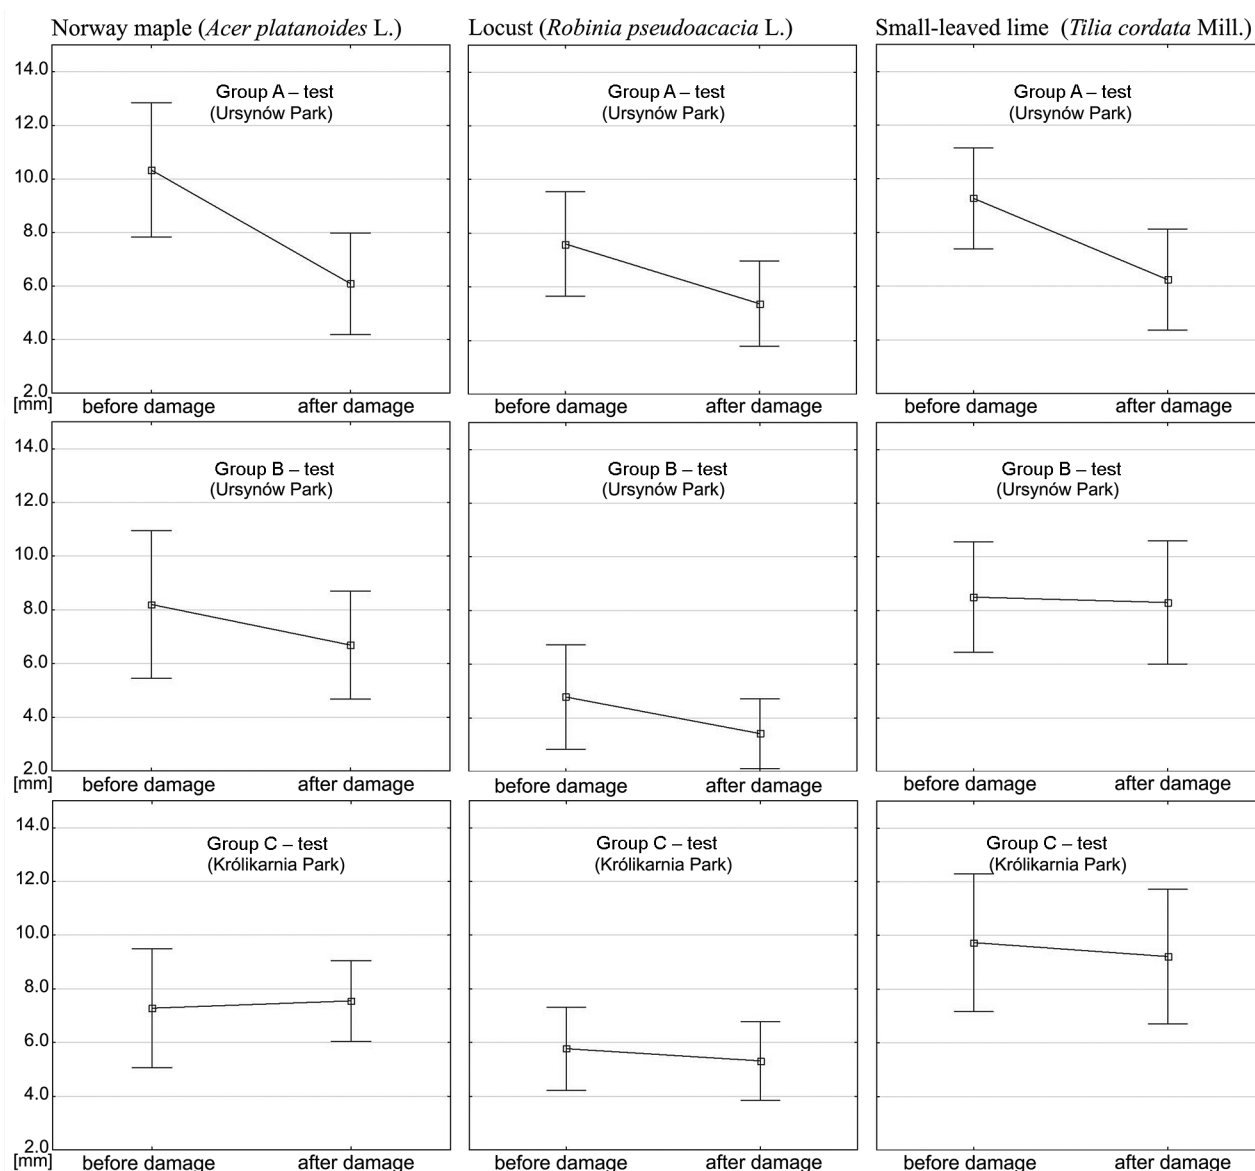 Norway maple (Acer platanoides L.)
Locust (Robinia pseudoacacia L.)
Small-leaved lime (Tilia cordata Mill.)
14.0
12.0
10.0
8.0
6.0
4.0
2.0
[mm]
Group A – test
(Ursynów Park)
before damage
after damage
Group A – test
(Ursynów Park)
before damage
after damage
Group A – test
(Ursynów Park)
before damage
after damage
14.0
12.0
10.0
8.0
6.0
4.0
2.0
[mm]
Group B – test
(Ursynów Park)
before damage
after damage
Group B – test
(Ursynów Park)
before damage
after damage
Group B – test
(Ursynów Park)
before damage
after damage
14.0
12.0
10.0
8.0
6.0
4.0
2.0
[mm]
Group C – test
(Królikarnia Park)
before damage
after damage
Group C – test
(Królikarnia Park)
before damage
after damage
Group C – test
(Królikarnia Park)
before damage
after damage